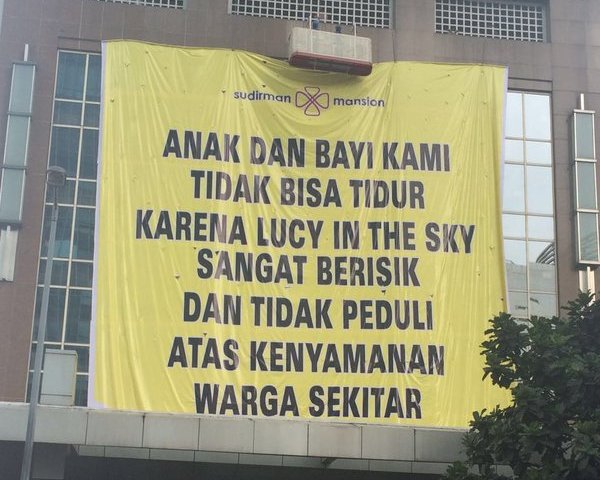 sudirman mansion
ANAK DAN BAYI KAMI
TIDAK BISA TIDUR
KARENA LUCY IN THE SKY
SANGAT BERISIK
DAN TIDAK PEDULI
ATAS KENYAMANAN
WARGA SEKITAR